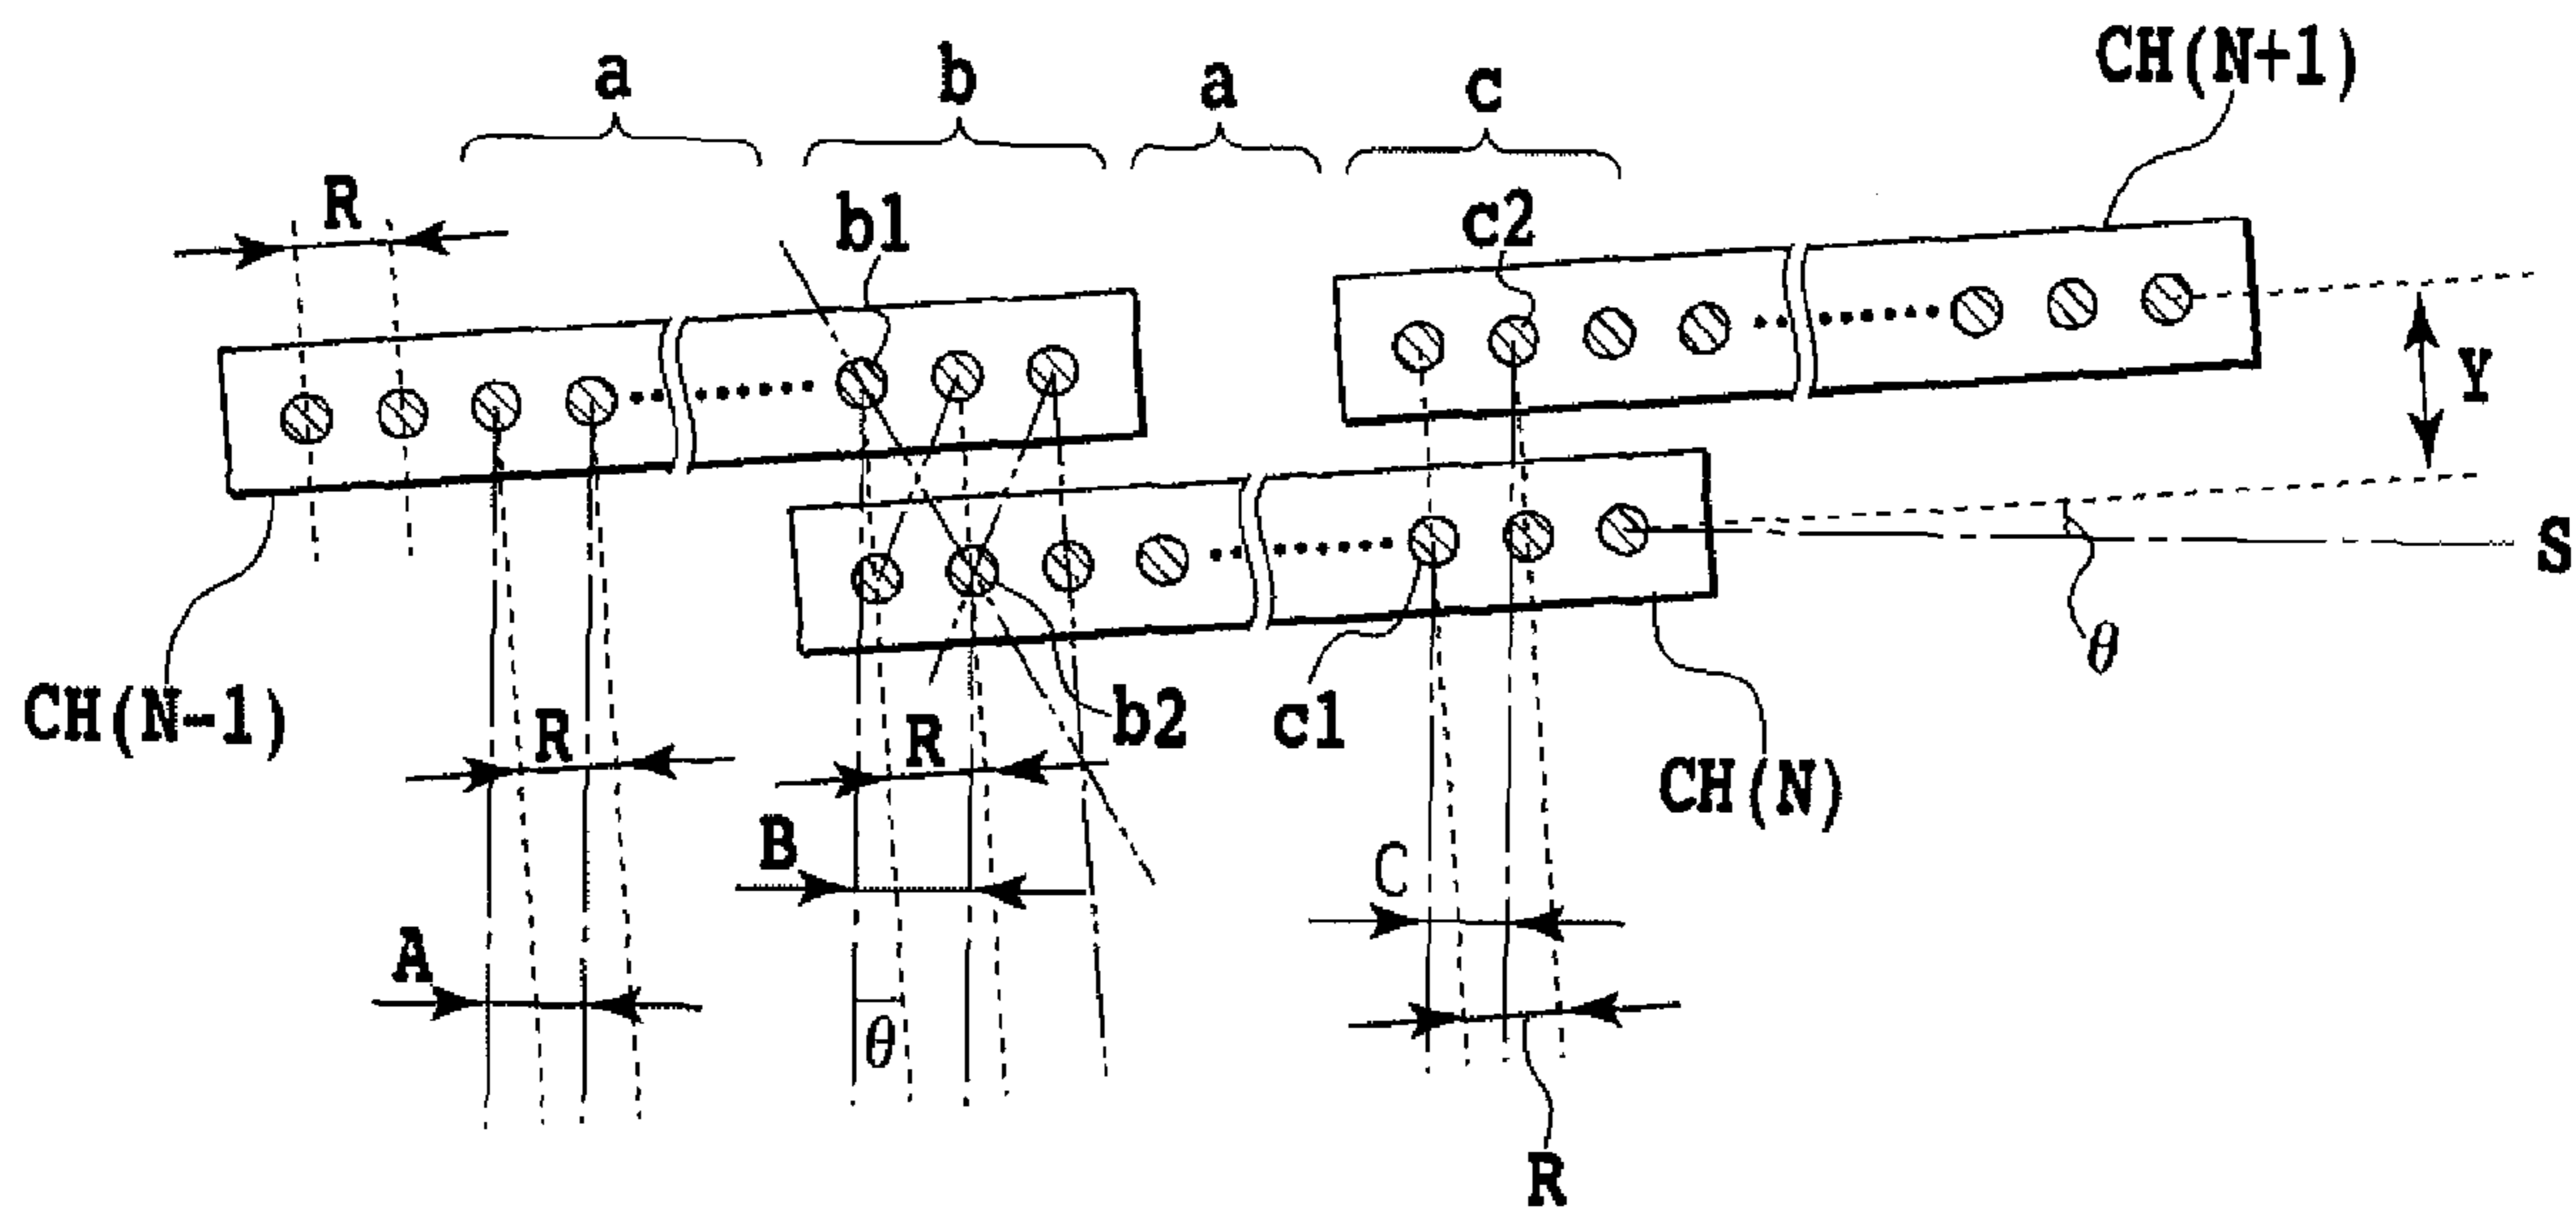 CH(N+1)
a b a c
R b1 c2
Y
S
θ
CH(N-1) R R b2 c1 CH(N)
B C
A θ
R